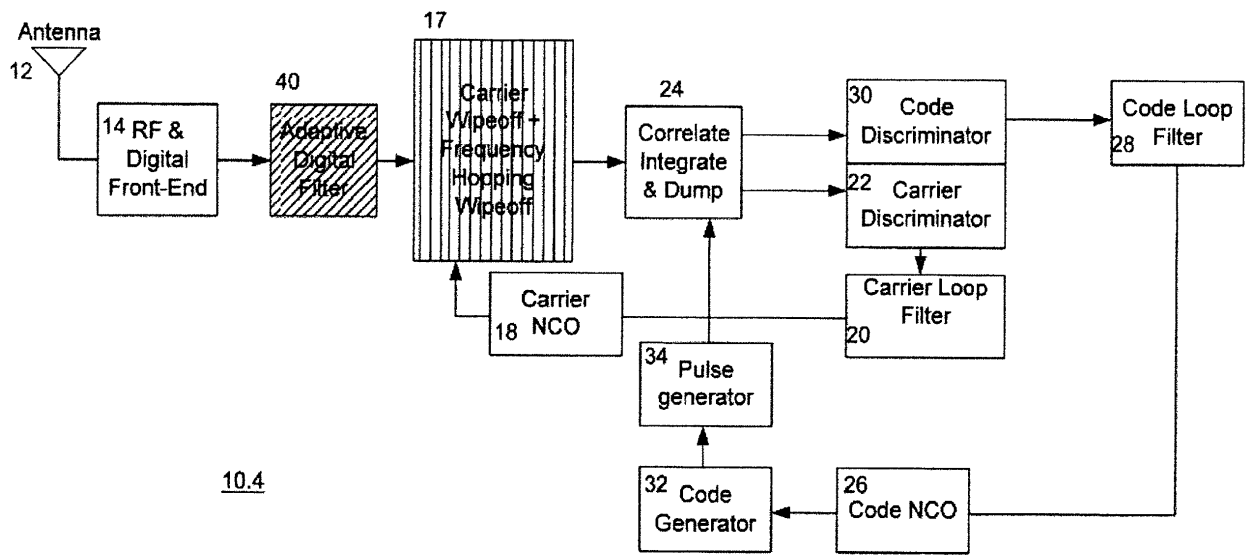 Antenna
12
14 RF &
Digital
Front-End
40
Adaptive
Digital
Filter
17
Carrier
Wipeoff +
Frequency
Hopping
Wipeoff
24
Correlate
Integrate
& Dump
30 Code
Discriminator
22 Carrier
Discriminator
Code Loop
Filter
28
Carrier Loop
Filter
20
Carrier
NCO
18
34 Pulse
generator
32 Code
Generator
26
Code NCO
10.4